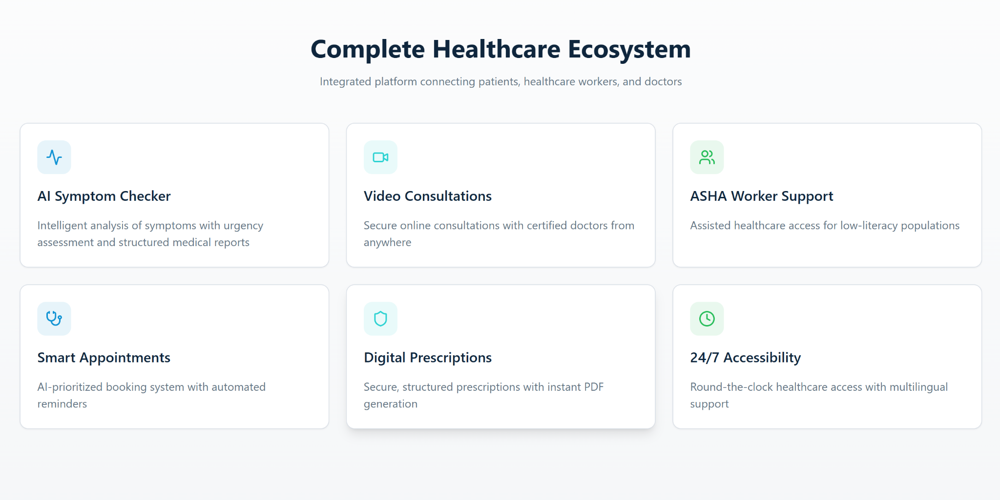 Complete Healthcare Ecosystem
Integrated platform connecting patients, healthcare workers, and doctors
AI Symptom Checker
Intelligent analysis of symptoms with urgency
assessment and structured medical reports
Video Consultations
Secure online consultations with certified doctors from
anywhere
ASHA Worker Support
Assisted healthcare access for low-literacy populations
Smart Appointments
AI-prioritized booking system with automated
reminders
Digital Prescriptions
Secure, structured prescriptions with instant PDF
generation
24/7 Accessibility
Round-the-clock healthcare access with multilingual
support